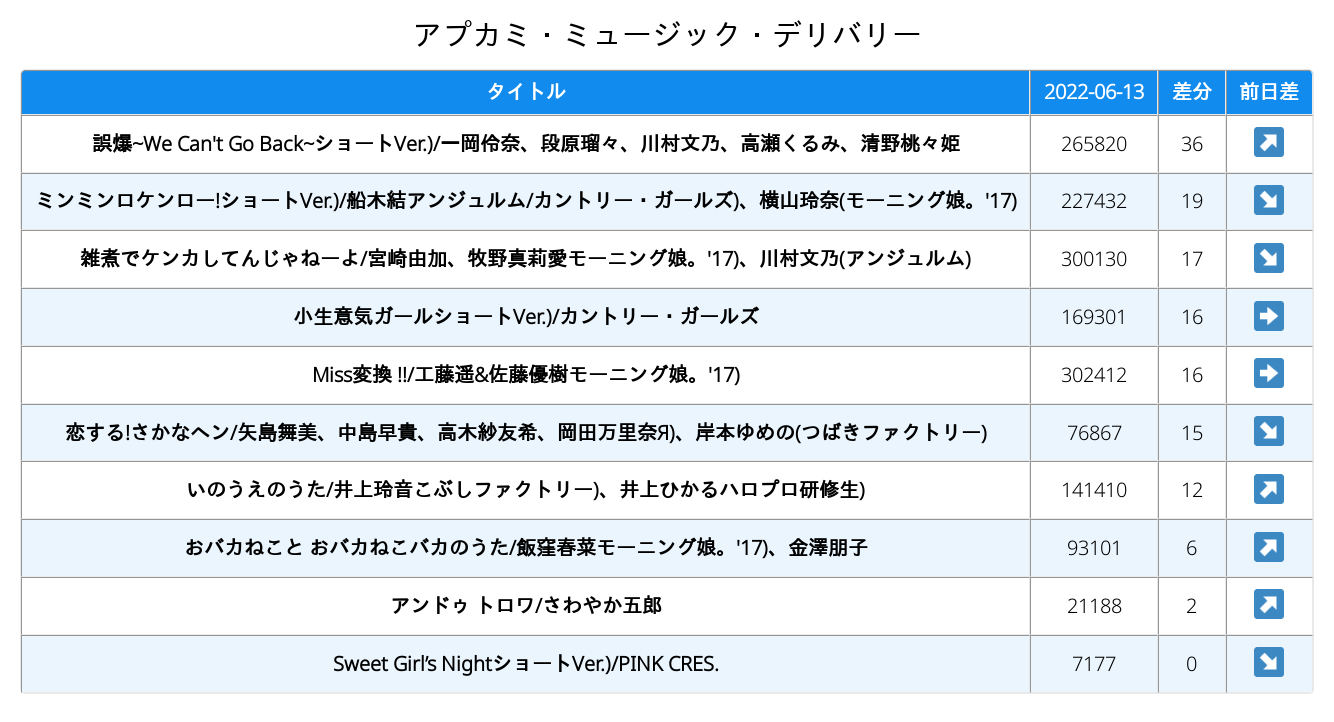 アプカミ・ミュージック・デリバリー
タイトル 2022-06-13 差分 前日差
誤爆~We Can't Go Back~ショートVer.)/一岡伶奈、段原瑠々、川村文乃、高瀬くるみ、清野桃々姫 265820 36
ミンミンロケンロー!ショートVer.)/船木結アンジュルム/カントリー・ガールズ)、横山玲奈(モーニング娘。'17) 227432 19
雑煮でケンカしてんじゃねーよ/宮崎由加、牧野真莉愛モーニング娘。'17)、川村文乃(アンジュルム) 300130 17
小生意気ガールショートVer.)/カントリー・ガールズ 169301 16
Miss変換 !!/工藤遥&佐藤優樹モーニング娘。'17) 302412 16
恋する!さかなヘン/矢島舞美、中島早貴、高木紗友希、岡田万里奈Я)、岸本ゆめの(つばきファクトリー) 76867 15
いのうえのうた/井上玲音こぶしファクトリー)、井上ひかるハロプロ研修生) 141410 12
おバカねこと おバカねこバカのうた/飯窪春菜モーニング娘。'17)、金澤朋子 93101 6
アンドゥ トロワ/さわやか五郎 21188 2
Sweet Girl’s NightショートVer.)/PINK CRES. 7177 0